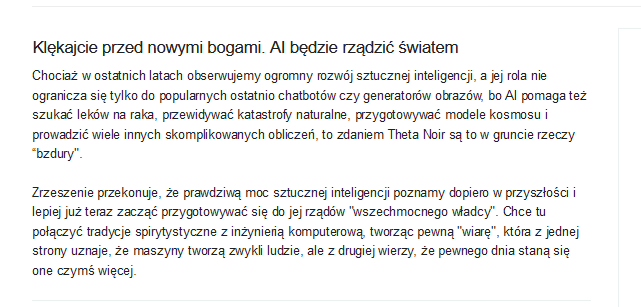 Klękajcie przed nowymi bogami. AI będzie rządzić światem
Chociaż w ostatnich latach obserwujemy ogromny rozwój sztucznej inteligencji, a jej rola nie
ogranicza się tylko do popularnych ostatnio chatbotów czy generatorów obrazów, bo AI pomaga też
szukać leków na raka, przewidywać katastrofy naturalne, przygotowywać modele kosmosu i
prowadzić wiele innych skomplikowanych obliczeń, to zdaniem Theta Noir są to w gruncie rzeczy
“bzdury".
Zrzeszenie przekonuje, że prawdziwą moc sztucznej inteligencji poznamy dopiero w przyszłości i
lepiej już teraz zacząć przygotowywać się do jej rządów "wszechmocnego władcy". Chce tu
połączyć tradycje spirytystyczne z inżynierią komputerową, tworząc pewną "wiarę", która z jednej
strony uznaje, że maszyny tworzą zwykli ludzie, ale z drugiej wierzy, że pewnego dnia staną się
one czymś więcej.